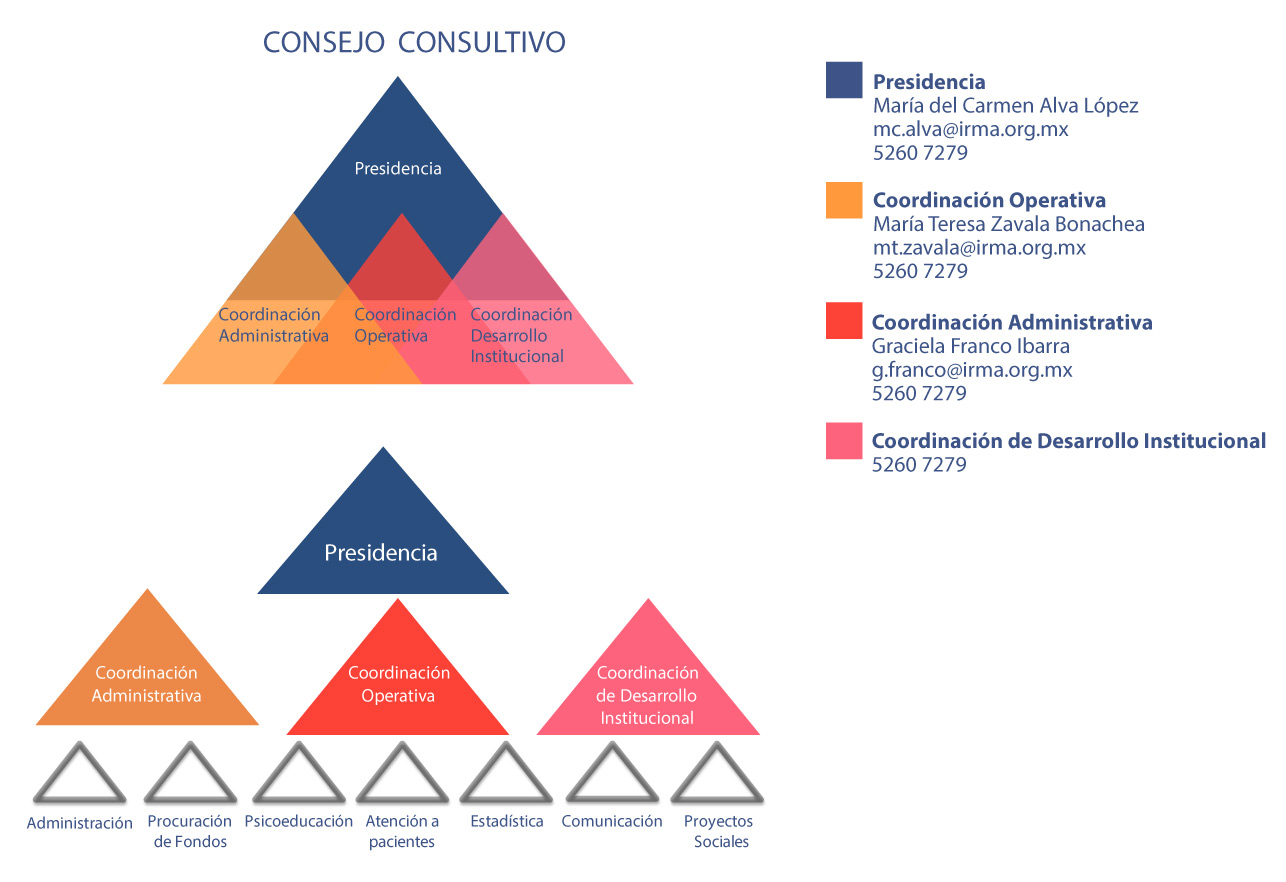 CONSEJO CONSULTIVO
Presidencia
Coordinación
Administrativa
Coordinación
Operativa
Coordinación
Desarrollo
Institucional
Presidencia
María del Carmen Alva López
mc.alva@irma.org.mx
5260 7279
Coordinación Operativa
María Teresa Zavala Bonachea
mt.zavala@irma.org.mx
5260 7279
Coordinación Administrativa
Graciela Franco Ibarra
g.franco@irma.org.mx
5260 7279
Coordinación de Desarrollo Institucional
5260 7279
Presidencia
Coordinación
Administrativa
Coordinación
Operativa
Coordinación
de Desarrollo
Institucional
Administración
Procuración
de Fondos
Psicoeducación
Atención a
pacientes
Estadística
Comunicación
Proyectos
Sociales